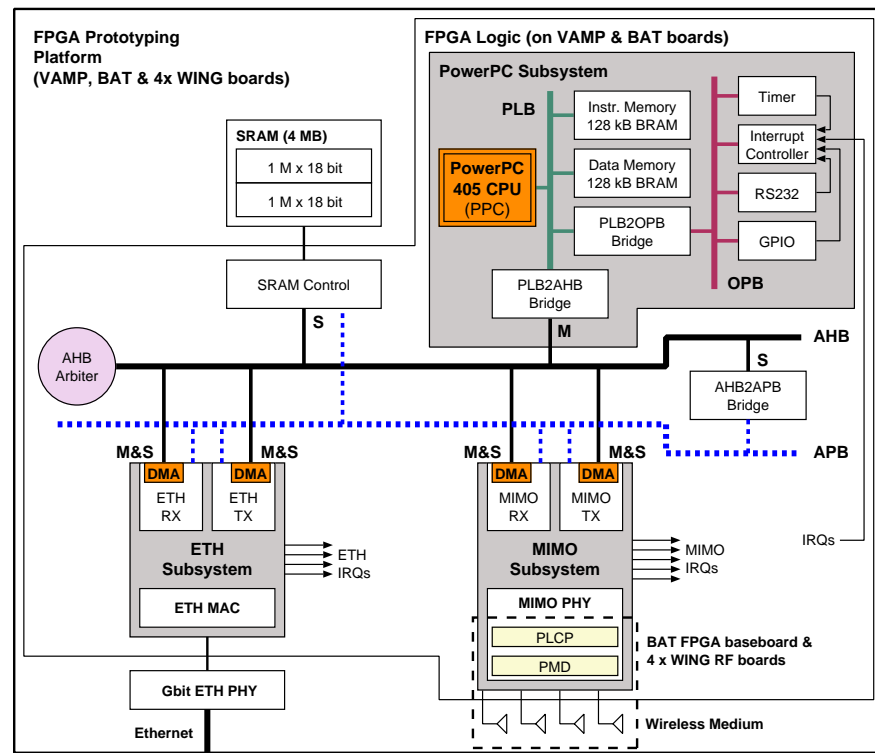 FPGA Prototyping
Platform
(VAMP, BAT & 4x WING boards)
FPGA Logic (on VAMP & BAT boards)
PowerPC Subsystem
PLB
Instr. Memory
128 kB BRAM
Timer
SRAM (4 MB)
1 M x 18 bit
1 M x 18 bit
PowerPC
405 CPU
(PPC)
Data Memory
128 kB BRAM
Interrupt
Controller
RS232
PLB2OPB
Bridge
GPIO
SRAM Control
PLB2AHB
Bridge
OPB
S
M
AHB
AHB
Arbiter
S
AHB2APB
Bridge
M&S
M&S
M&S
M&S
APB
DMA
DMA
DMA
DMA
ETH
RX
ETH
TX
MIMO
RX
MIMO
TX
ETH
Subsystem
ETH
IRQs
MIMO
Subsystem
MIMO
IRQs
IRQs
ETH MAC
MIMO PHY
PLCP
PMD
BAT FPGA baseboard &
4 x WING RF boards
Gbit ETH PHY
Ethernet
Wireless Medium